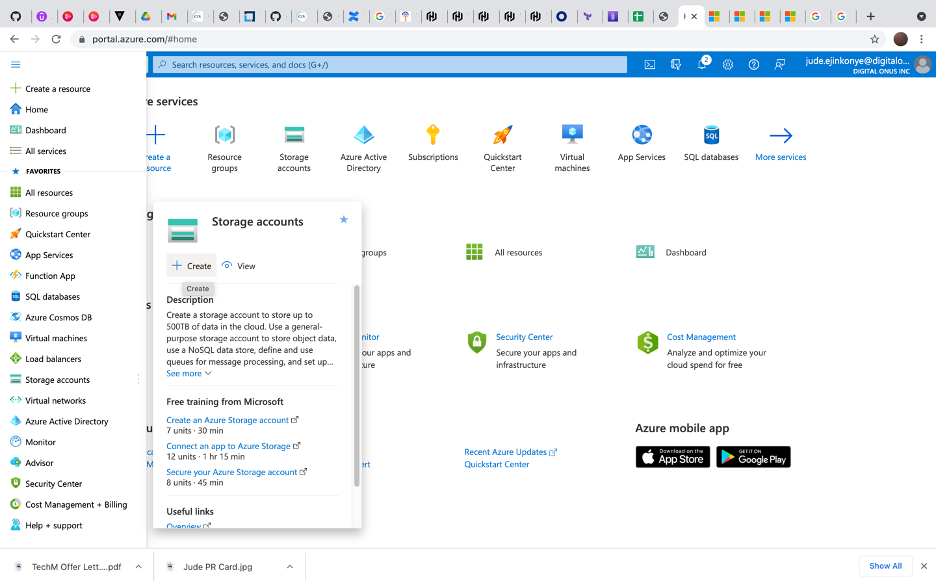 portal.azure.com/#home
Search resources, services, and docs (G+/)
2
jude.ejinkonye@digitalo...
DIGITAL ONUS INC
Create a resource
Home
Dashboard
All services
FAVORITES
All resources
Resource groups
Quickstart Center
App Services
Function App
SQL databases
Azure Cosmos DB
Virtual machines
Load balancers
Storage accounts
Virtual networks
Azure Active Directory
Monitor
Advisor
Security Center
Cost Management + Billing
Help + support
re services
reate a
source
Resource
groups
Storage
accounts
Azure Active
Directory
Subscriptions
Quickstart
Center
Virtual
machines
App Services
SQL
SQL databases
More services
Storage accounts
Create
View
Create
Description
Create a storage account to store up to
500TB of data in the cloud. Use a general-
purpose storage account to store object data,
use a NoSQL data store, define and use
queues for message processing, and set up...
See more
Free training from Microsoft
Create an Azure Storage account
7 units · 30 min
Connect an app to Azure Storage
12 units · 1 hr 15 min
Secure your Azure Storage account
8 units · 45 min
Useful links
Overview
groups
All resources
Dashboard
nitor
our apps and
ture
Security Center
Secure your apps and
infrastructure
Cost Management
Analyze and optimize your
cloud spend for free
ert
Recent Azure Updates
Quickstart Center
Azure mobile app
Download on the
App Store
GET IT ON
Google Play
TechM Offer Lett....pdf
Jude PR Card.jpg
Show All